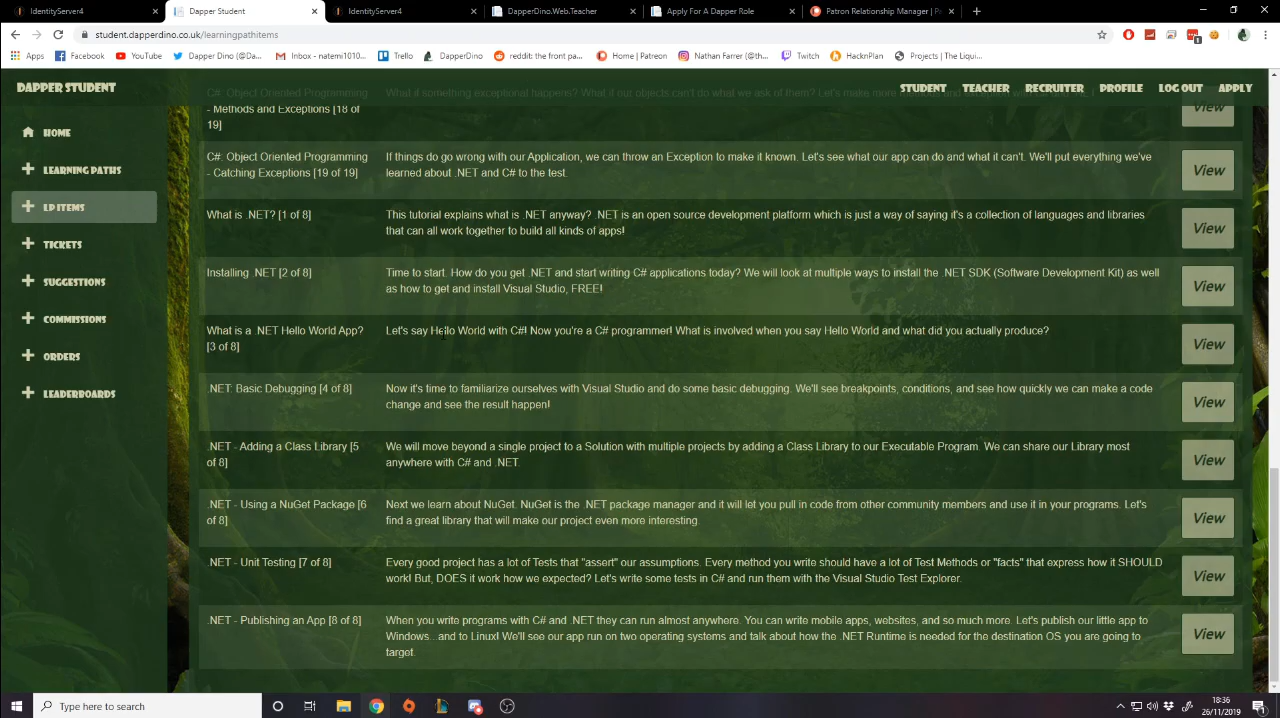 IdentityServer4
Dapper Student
IdentityServer4
DapperDino.Web.Teacher
Apply For A Dapper Role
Patron Relationship Manager | P
student.dapperdino.co.uk/learningpathitems
Apps
Facebook
YouTube
Dapper Dino (@Da...
Inbox - natemi1010...
Trello
DapperDino
reddit: the front pa...
Home | Patreon
Nathan Farrer (@th...
Twitch
HacknPlan
Projects | The Liqui...
DAPPER STUDENT
STUDENT
TEACHER
RECRUITER
PROFILE
LOG OUT
APPLY
HOME
LEARNING PATHS
LP ITEMS
TICKETS
SUGGESTIONS
COMMISSIONS
ORDERS
LEADERBOARDS
C#: Object Oriented Programming
- Methods and Exceptions [18 of
19]
What if something exceptional happens? What if our objects can't do what we ask of them? Let's make more
View
C#: Object Oriented Programming
- Catching Exceptions [19 of 19]
If things do go wrong with our Application, we can throw an Exception to make it known. Let's see what our app can do and what it can't. We'll put everything we've
learned about .NET and C# to the test.
View
What is .NET? [1 of 8]
This tutorial explains what is .NET anyway? .NET is an open source development platform which is just a way of saying it's a collection of languages and libraries
that can all work together to build all kinds of apps!
View
Installing .NET [2 of 8]
Time to start. How do you get .NET and start writing C# applications today? We will look at multiple ways to install the .NET SDK (Software Development Kit) as well
as how to get and install Visual Studio, FREE!
View
What is a .NET Hello World App?
[3 of 8]
Let's say Hello World with C#! Now you're a C# programmer! What is involved when you say Hello World and what did you actually produce?
View
.NET: Basic Debugging [4 of 8]
Now it's time to familiarize ourselves with Visual Studio and do some basic debugging. We'll see breakpoints, conditions, and see how quickly we can make a code
change and see the result happen!
View
.NET - Adding a Class Library [5
of 8]
We will move beyond a single project to a Solution with multiple projects by adding a Class Library to our Executable Program. We can share our Library most
anywhere with C# and .NET.
View
.NET - Using a NuGet Package [6
of 8]
Next we learn about NuGet. NuGet is the .NET package manager and it will let you pull in code from other community members and use it in your programs. Let's
find a great library that will make our project even more interesting.
View
.NET - Unit Testing [7 of 8]
Every good project has a lot of Tests that "assert" our assumptions. Every method you write should have a lot of Test Methods or "facts" that express how it SHOULD
work! But, DOES it work how we expected? Let's write some tests in C# and run them with the Visual Studio Test Explorer.
View
.NET - Publishing an App [8 of 8]
When you write programs with C# and .NET they can run almost anywhere. You can write mobile apps, websites, and so much more. Let's publish our little app to
Windows...and to Linux! We'll see our app run on two operating systems and talk about how the .NET Runtime is needed for the destination OS you are going to
target.
View
Type here to search
18:36
26/11/2019